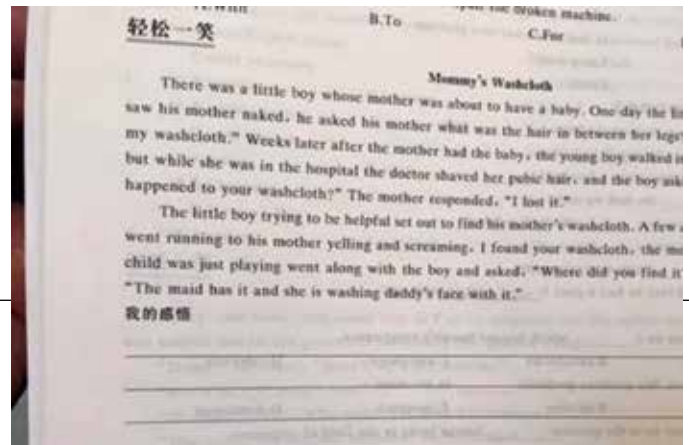 the broken machine.
B.To
C.For
轻松一笑
Mommy's Washcloth
There was a little boy whose mother was about to have a baby. One day the
saw his mother naked, he asked his mother what was the hair in between her legs
my washcloth." Weeks later after the mother had the baby, the young boy walked
but while she was in the hospital the doctor shaved her pubic hair, and the boy
happened to your washcloth?" The mother responded, "I lost it."
The little boy trying to be helpful set out to find his mother's washcloth. A few
went running to his mother yelling and screaming, I found your washcloth, the
child was just playing went along with the boy and asked, "Where did you find it
"The maid has it and she is washing daddy's face with it."
我的感悟